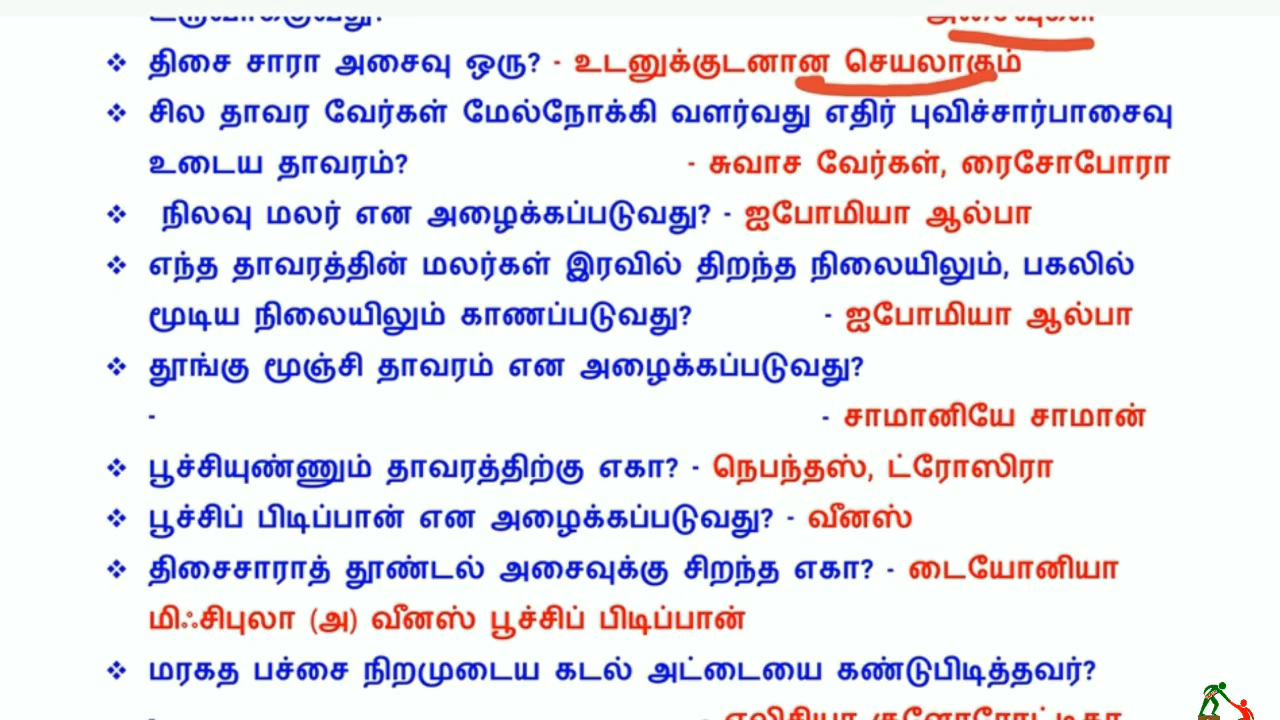 ❖ திசை சாரா அசைவு ஒரு? - உடனுக்குடனான செயலாகும்
❖ சில தாவர வேர்கள் மேல்நோக்கி வளர்வது எதிர் புவிச்சார்பாசைவு
உடைய தாவரம்? - சுவாச வேர்கள், ரைசோபோரா
❖ நிலவு மலர் என அழைக்கப்படுவது? - ஐபோமியா ஆல்பா
❖ எந்த தாவரத்தின் மலர்கள் இரவில் திறந்த நிலையிலும், பகலில்
மூடிய நிலையிலும் காணப்படுவது? - ஐபோமியா ஆல்பா
❖ தூங்கு மூஞ்சி தாவரம் என அழைக்கப்படுவது?
- - சாமானியே சாமான்
❖ பூச்சியுண்ணும் தாவரத்திற்கு எகா? - நெபந்தஸ், ட்ரோஸிரா
❖ பூச்சிப் பிடிப்பான் என அழைக்கப்படுவது? - வீனஸ்
❖ திசைசாராத் தூண்டல் அசைவுக்கு சிறந்த எகா? - டையோனியா
மிஃசிபுலா (அ) வீனஸ் பூச்சிப் பிடிப்பான்
❖ மரகத பச்சை நிறமுடைய கடல் அட்டையை கண்டுபிடித்தவர்?